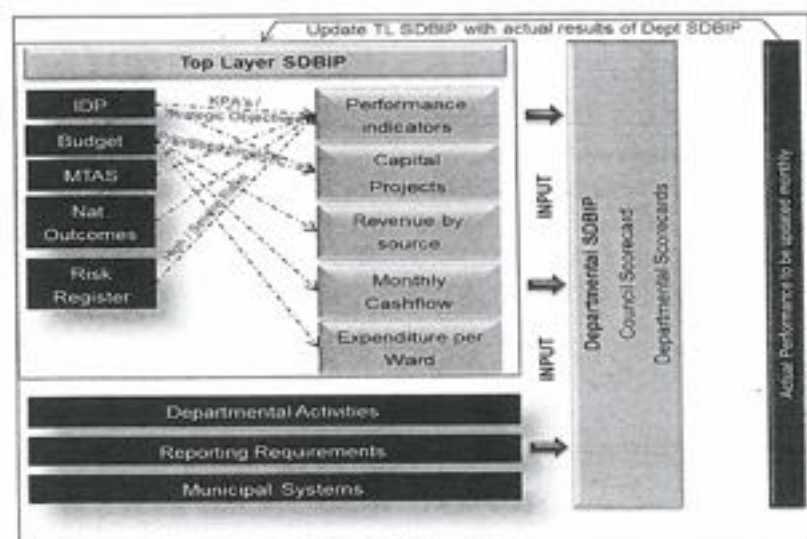 Update TL SDBIP with actual results of Dept SDBIP
Top Layer SDBIP
IDP
Budget
MTAS
Nat
Outcomes
Risk
Register
KPA's /
Strategic Objectives
Performance
indicators
Capital
Projects
Revenue by
source
Monthly
Cashflow
Expenditure per
Ward
INPUT
INPUT
Departmental SDBIP
Council Scorecard
Departmental Scorecards
Actual Performance to be updated monthly
Departmental Activities
Reporting Requirements
Municipal Systems